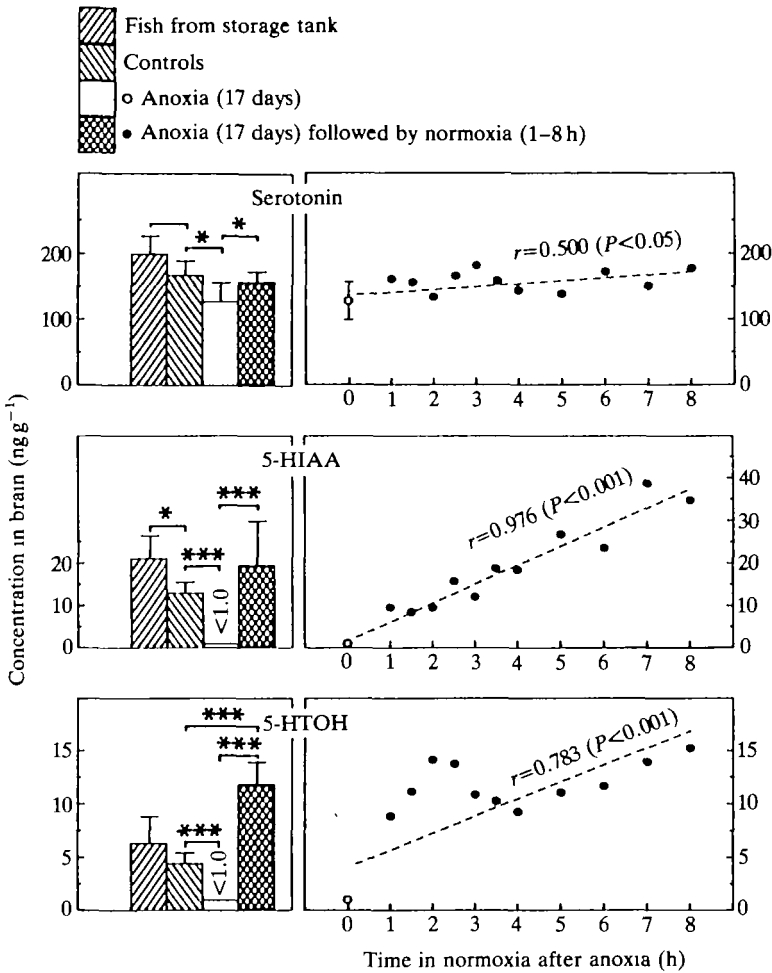 Fish from storage tank
Controls
Anoxia (17 days)
Anoxia (17 days) followed by normoxia (1–8 h)
Concentration in brain (ng g⁻¹)
Serotonin
200
100
0
*
*
r=0.500 (P<0.05)
200
100
0
0 1 2 3 4 5 6 7 8
5-HIAA
20
10
0
*
***
***
<1.0
r=0.976 (P<0.001)
40
30
20
10
0
0 1 2 3 4 5 6 7 8
5-HTOH
15
10
5
0
***
***
***
<1.0
r=0.783 (P<0.001)
15
10
5
0
0 1 2 3 4 5 6 7 8
Time in normoxia after anoxia (h)